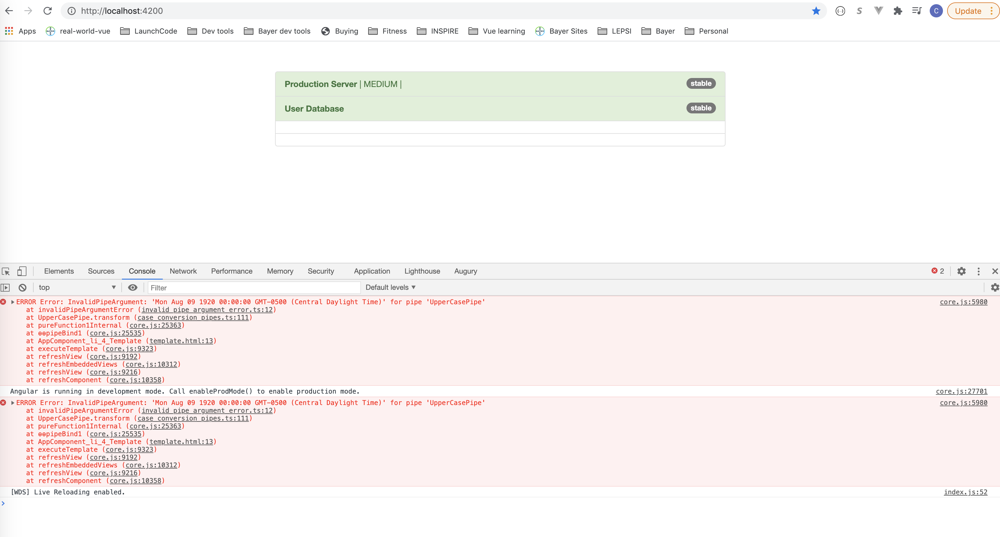 http://localhost:4200
C
Update
Apps
real-world-vue
LaunchCode
Dev tools
Bayer dev tools
Buying
Fitness
INSPIRE
Vue learning
Bayer Sites
LEPSI
Bayer
Personal
Production Server | MEDIUM |
stable
User Database
stable
Elements Sources Console Network Performance Memory Security Application Lighthouse Augury
2
top
Filter
Default levels
ERROR Error: InvalidPipeArgument: 'Mon Aug 09 1920 00:00:00 GMT-0500 (Central Daylight Time)' for pipe 'UpperCasePipe' core.js:5980
at invalidPipeArgumentError (invalid_pipe_argument_error.ts:12)
at UpperCasePipe.transform (case_conversion_pipes.ts:111)
at pureFunction1Internal (core.js:25363)
at ɵɵpipeBind1 (core.js:25535)
at AppComponent_li_4_Template (template.html:13)
at executeTemplate (core.js:9323)
at refreshView (core.js:9192)
at refreshEmbeddedViews (core.js:10312)
at refreshView (core.js:9216)
at refreshComponent (core.js:10358)
Angular is running in development mode. Call enableProdMode() to enable production mode. core.js:27701
ERROR Error: InvalidPipeArgument: 'Mon Aug 09 1920 00:00:00 GMT-0500 (Central Daylight Time)' for pipe 'UpperCasePipe' core.js:5980
at invalidPipeArgumentError (invalid_pipe_argument_error.ts:12)
at UpperCasePipe.transform (case_conversion_pipes.ts:111)
at pureFunction1Internal (core.js:25363)
at ɵɵpipeBind1 (core.js:25535)
at AppComponent_li_4_Template (template.html:13)
at executeTemplate (core.js:9323)
at refreshView (core.js:9192)
at refreshEmbeddedViews (core.js:10312)
at refreshView (core.js:9216)
at refreshComponent (core.js:10358)
[WDS] Live Reloading enabled. index.js:52